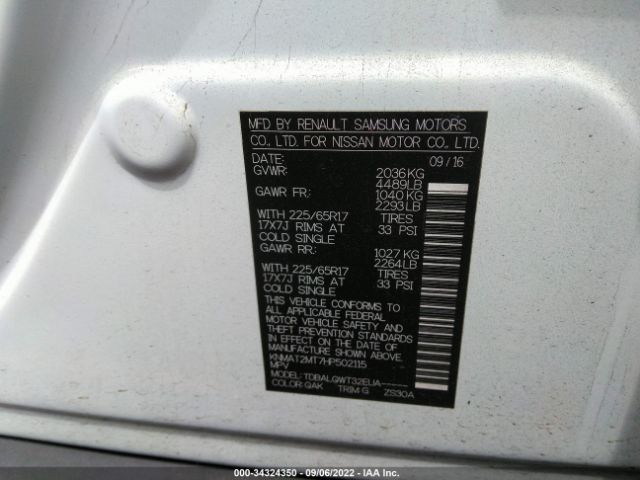 MFD BY RENAULT SAMSUNG MOTORS
CO., LTD. FOR NISSAN MOTOR CO., LTD.
DATE: 09/16
GVWR: 2036KG
4489LB
GAWR FR: 1040KG
2293LB
WITH 225/65R17 TIRES
17X7J RIMS AT 33 PSI
COLD SINGLE
GAWR RR: 1027KG
2264LB
WITH 225/65R17 TIRES
17X7J RIMS AT 33 PSI
COLD SINGLE
THIS VEHICLE CONFORMS TO
ALL APPLICABLE FEDERAL
MOTOR VEHICLE SAFETY AND
THEFT PREVENTION STANDARDS
IN EFFECT ON THE DATE OF
MANUFACTURE SHOWN ABOVE.
KNMAT2MT7HP502115
MPV
MODEL: TDBALGWT32EUA-----
COLOR: QAK TRIM: G ZS30A
000-34324350 - 09/06/2022 - IAA Inc.